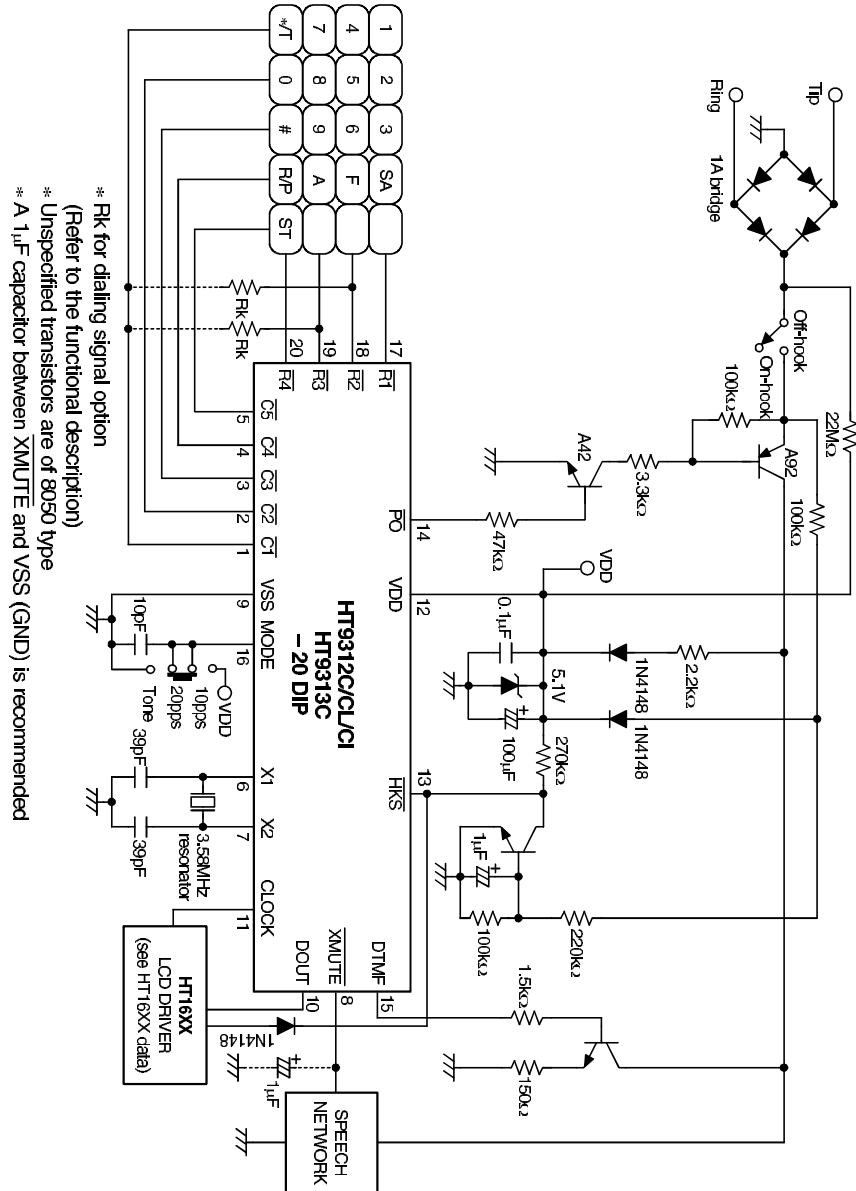 Tip
Ring
1A bridge
Off-hook
On-hook
22MΩ
100kΩ
A92
100kΩ
3.3kΩ
A42
47kΩ
VDD
0.1μF
5.1V
+
100μF
1N4148
2.2kΩ
1N4148
270kΩ
+
1μF
100kΩ
220kΩ
1.5kΩ
150Ω
1 2 3 SA
4 5 6 F
7 8 9 A
*/T 0 # R/P ST
Rk
Rk
17 R1
18 R2
19 R3
20 R4
14 PO
12 VDD
13 HKS
15 DTMF
8 XMUTE
10 DOUT
HT9312C/CL/CI
HT9313C
– 20 DIP
C5 5
C4 4
C3 3
C2 2
C1 1
VSS 9
MODE 16
X1 6
X2 7
CLOCK 11
10pF
VDD
10pps
20pps
Tone
39pF
39pF
3.58MHz
resonator
HT16XX
LCD DRIVER
(see HT16XX data)
1N4148
+
1μF
SPEECH
NETWORK
* Rk for dialing signal option
(Refer to the functional description)
* Unspecified transistors are of 8050 type
* A 1μF capacitor between XMUTE and VSS (GND) is recommended